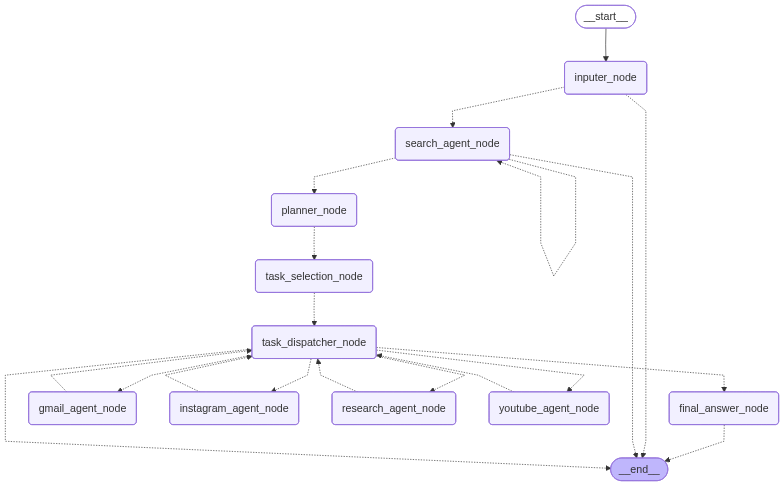 __start__
inputer_node
search_agent_node
planner_node
task_selection_node
task_dispatcher_node
gmail_agent_node
instagram_agent_node
research_agent_node
youtube_agent_node
final_answer_node
__end__